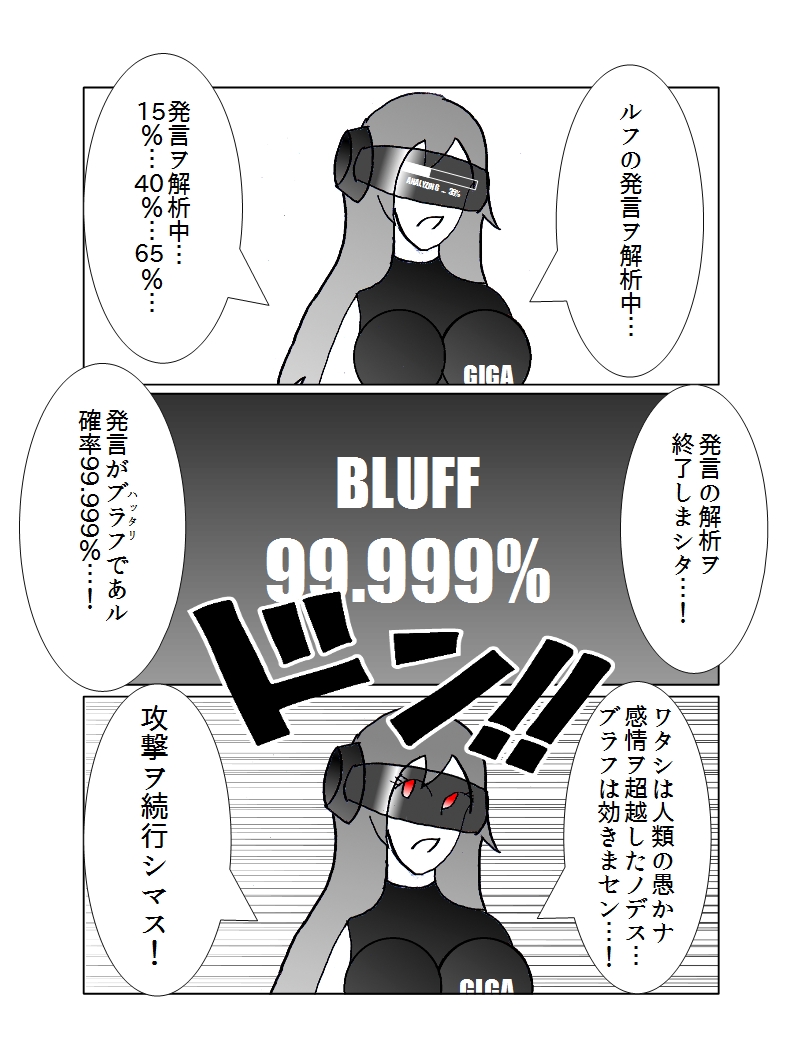 ルフの発言ヲ解析中…
発言ヲ解析中…
15%…40%…65%…
ANALYZING _ 36%
GIGA
発言の解析ヲ
終了しまシタ…!
BLUFF
99.999%
発言がブラフであル
ハッタリ
確率99.999%…!
ドン!!
ワタシは人類の愚かナ
感情ヲ超越したノデス…
ブラフは効きまセン…!
攻撃ヲ続行シマス!
GIGA